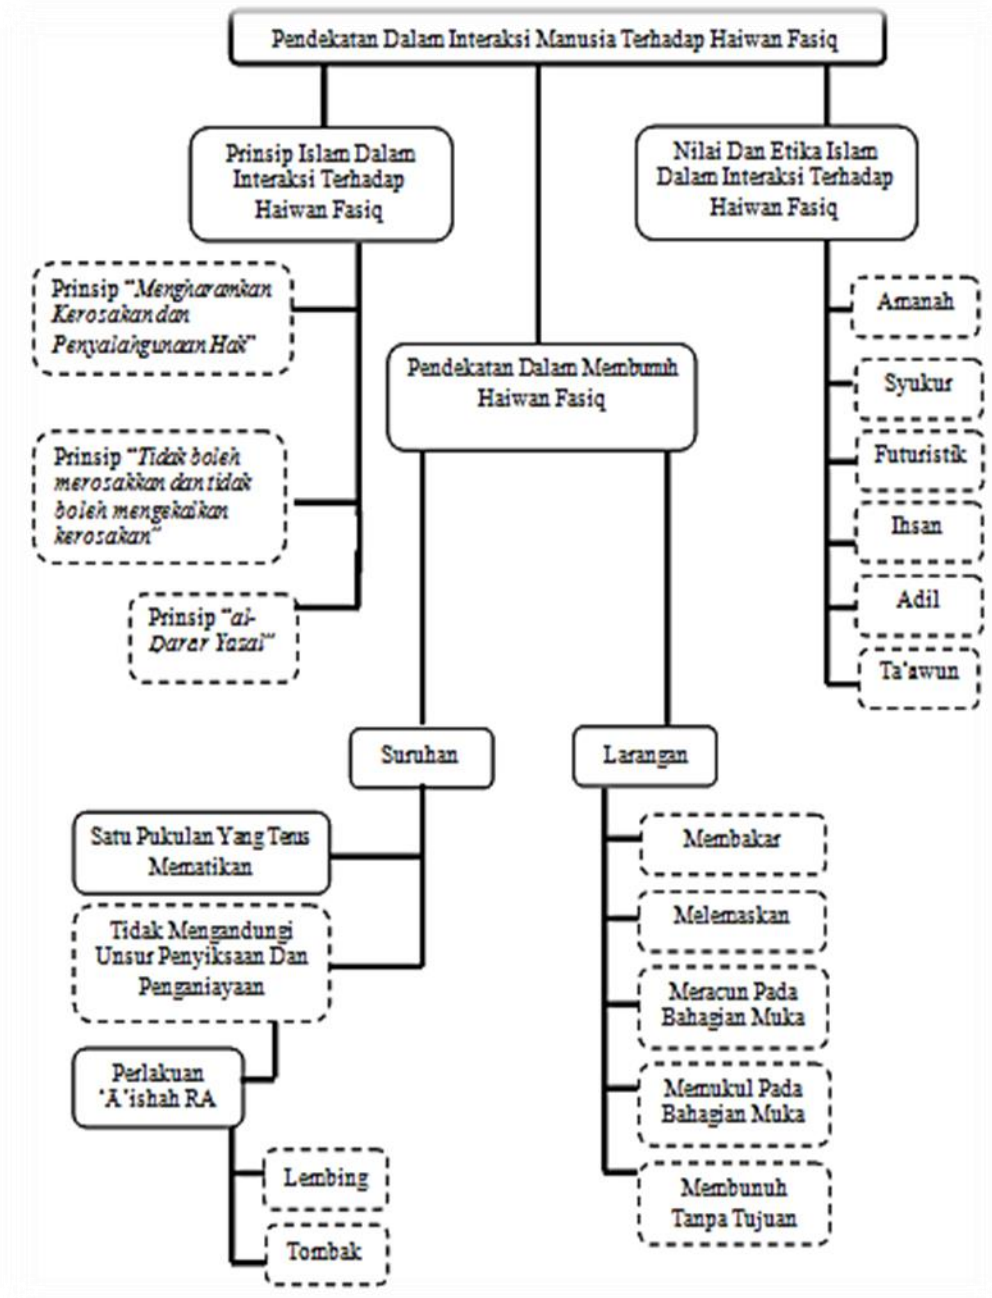 Pendekatan Dalam Interaksi Manusia Terhadap Haiwan Fasiq
Prinsip Islam Dalam
Interaksi Terhadap
Haiwan Fasiq
Prinsip "Mengharamkan
Kerosakan dan
Penyalahgunaan Hak"
Prinsip "Tidak boleh
merosakkan dan tidak
boleh mengekalkan
kerosakan"
Prinsip "al-
Darar Yazal"
Pendekatan Dalam Membunuh
Haiwan Fasiq
Nilai Dan Etika Islam
Dalam Interaksi Terhadap
Haiwan Fasiq
Amanah
Syukur
Futuristik
Ihsan
Adil
Ta'awun
Suruhan
Satu Pukulan Yang Terus
Mematikan
Tidak Mengandungi
Unsur Penyiksaan Dan
Penganiayaan
Perlakuan
'Ā'ishah RA
Lembing
Tombak
Larangan
Membakar
Melemaskan
Meracun Pada
Bahagian Muka
Memukul Pada
Bahagian Muka
Membunuh
Tanpa Tujuan